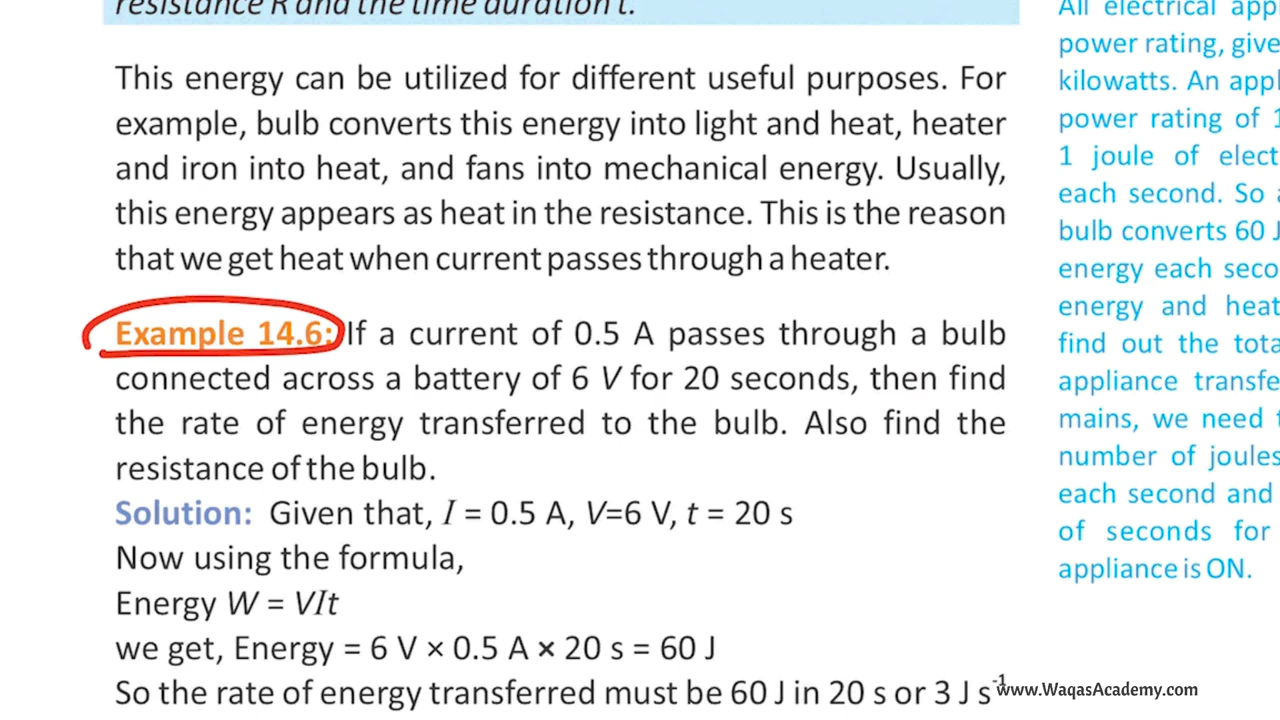 resistance R and the time duration t.
This energy can be utilized for different useful purposes. For
example, bulb converts this energy into light and heat, heater
and iron into heat, and fans into mechanical energy. Usually,
this energy appears as heat in the resistance. This is the reason
that we get heat when current passes through a heater.
Example 14.6: If a current of 0.5 A passes through a bulb
connected across a battery of 6 V for 20 seconds, then find
the rate of energy transferred to the bulb. Also find the
resistance of the bulb.
Solution: Given that, I = 0.5 A, V=6 V, t = 20 s
Now using the formula,
Energy W = VIt
we get, Energy = 6 V × 0.5 A × 20 s = 60 J
So the rate of energy transferred must be 60 J in 20 s or 3 J s⁻¹
All electrical
power rating,
kilowatts. An
power rating of
1 joule of
each second. So
bulb converts 60
energy each
energy and heat
find out the
appliance
mains, we need
number of joules
each second and
of seconds for
appliance is ON.
www.WaqasAcademy.com